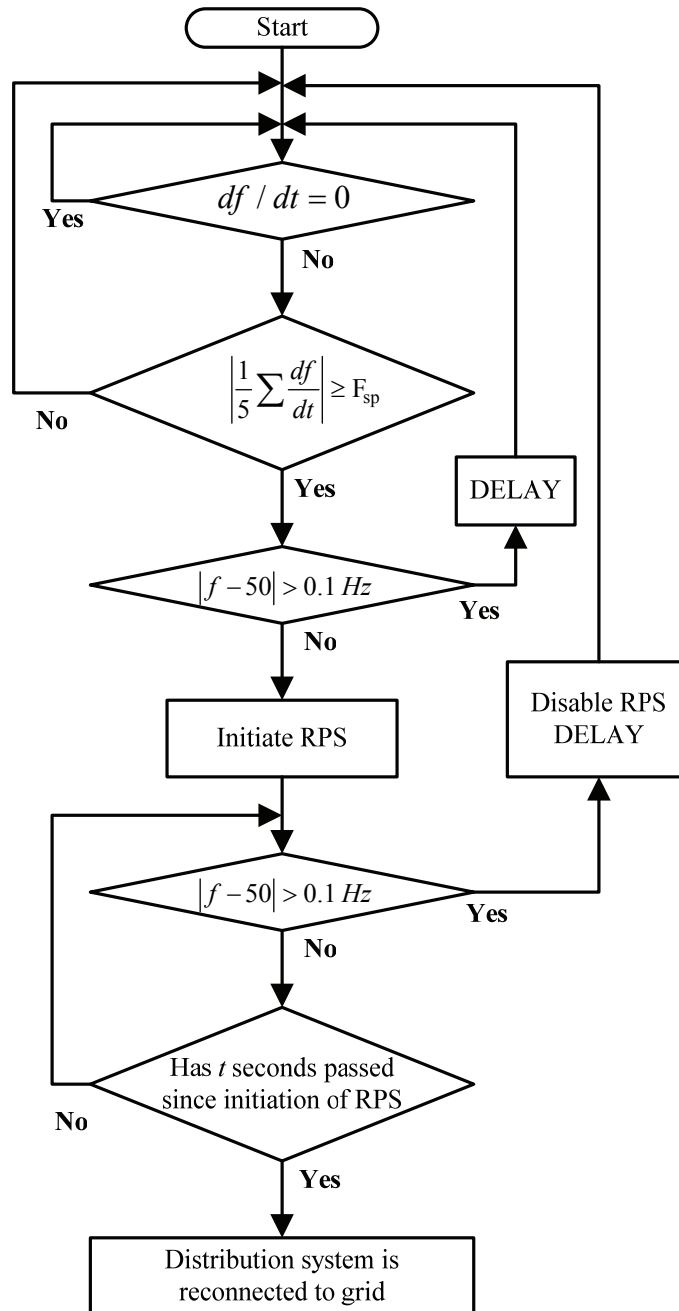 Start
df / dt = 0
Yes
No
|1/5 ∑ df/dt| ≥ F_sp
No
Yes
DELAY
|f − 50| > 0.1 Hz
Yes
No
Initiate RPS
Disable RPS
DELAY
|f − 50| > 0.1 Hz
Yes
No
Has t seconds passed
since initiation of RPS
No
Yes
Distribution system is
reconnected to grid